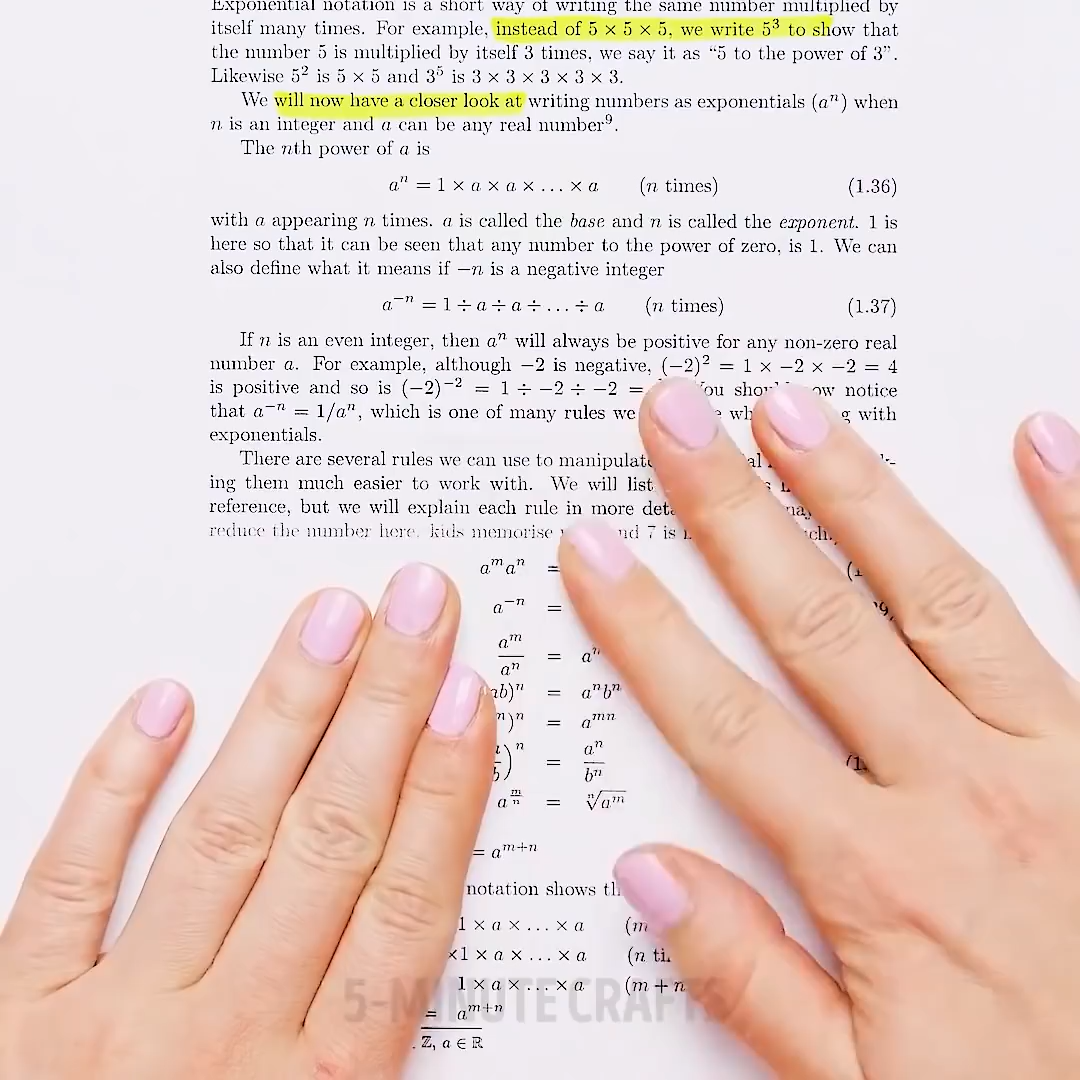 Exponential notation is a short way of writing the same number multiplied by
itself many times. For example, instead of 5 × 5 × 5, we write 5³ to show that
the number 5 is multiplied by itself 3 times, we say it as “5 to the power of 3”.
Likewise 5² is 5 × 5 and 3⁵ is 3 × 3 × 3 × 3 × 3.
We will now have a closer look at writing numbers as exponentials (aⁿ) when
n is an integer and a can be any real number⁹.
The nth power of a is
aⁿ = 1 × a × a × . . . × a (n times) (1.36)
with a appearing n times. a is called the base and n is called the exponent. 1 is
here so that it can be seen that any number to the power of zero, is 1. We can
also define what it means if −n is a negative integer
a⁻ⁿ = 1 ÷ a ÷ a ÷ . . . ÷ a (n times) (1.37)
If n is an even integer, then aⁿ will always be positive for any non-zero real
number a. For example, although −2 is negative, (−2)² = 1 × −2 × −2 = 4
is positive and so is (−2)⁻² = 1 ÷ −2 ÷ −2 = notice
that a⁻ⁿ = 1/aⁿ, which is one of many rules we with
exponentials.
There are several rules we can use to manipulate
ing them much easier to work with. We will list
reference, but we will explain each rule in more
reduce the number here. kids memorise 7 is
aᵐaⁿ =
a⁻ⁿ =
aᵐ/aⁿ = aⁿ
ab)ⁿ = aⁿbⁿ
ⁿ)ⁿ = aᵐⁿ
b)ⁿ = aⁿ/bⁿ
a^(m/n) = ⁿ√aᵐ
= aᵐ⁺ⁿ
notation shows
1 × a × . . . × a (m
×1 × a × . . . × a (n
1 × a × . . . × a (m + n
= aᵐ⁺ⁿ
ℤ, a ∈ ℝ
5-MINUTE CRAFTS